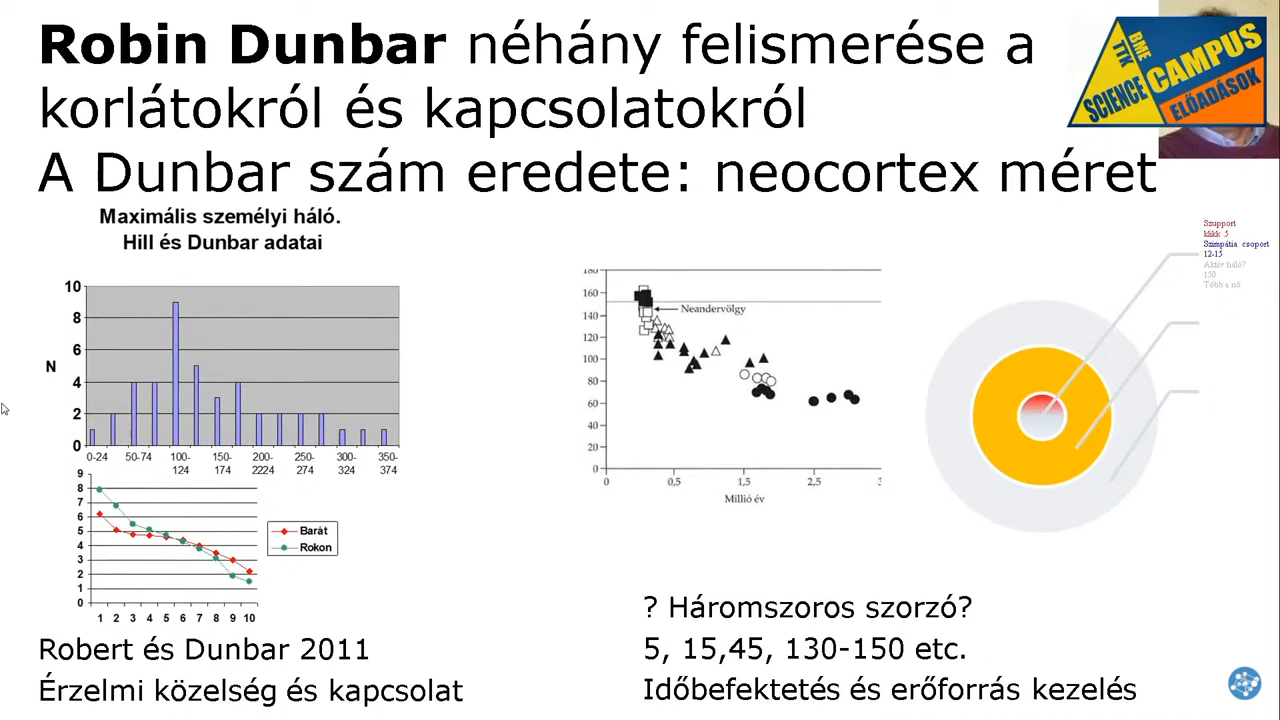 Robin Dunbar néhány felismerése a
korlátokról és kapcsolatokról
A Dunbar szám eredete: neocortex méret
BME
TTK
SCIENCE
CAMPUS
ELŐADÁSOK
Maximális személyi háló.
Hill és Dunbar adatai
10
8
6
4
2
0
N
0-24 50-74 100-124 150-174 200-2224 250-274 300-324 350-374
9
8
7
6
5
4
3
2
1
0
1 2 3 4 5 6 7 8 9 10
Barát
Rokon
Robert és Dunbar 2011
Érzelmi közelség és kapcsolat
180
160
140
120
100
80
60
40
20
0
Neandervölgy
0 0,5 1,5 2,5 3
Millió év
Szupport
klikk 5
Szimpátia csoport
12-15
Aktív háló?
150
Több a nő
? Háromszoros szorzó?
5, 15,45, 130-150 etc.
Időbefektetés és erőforrás kezelés